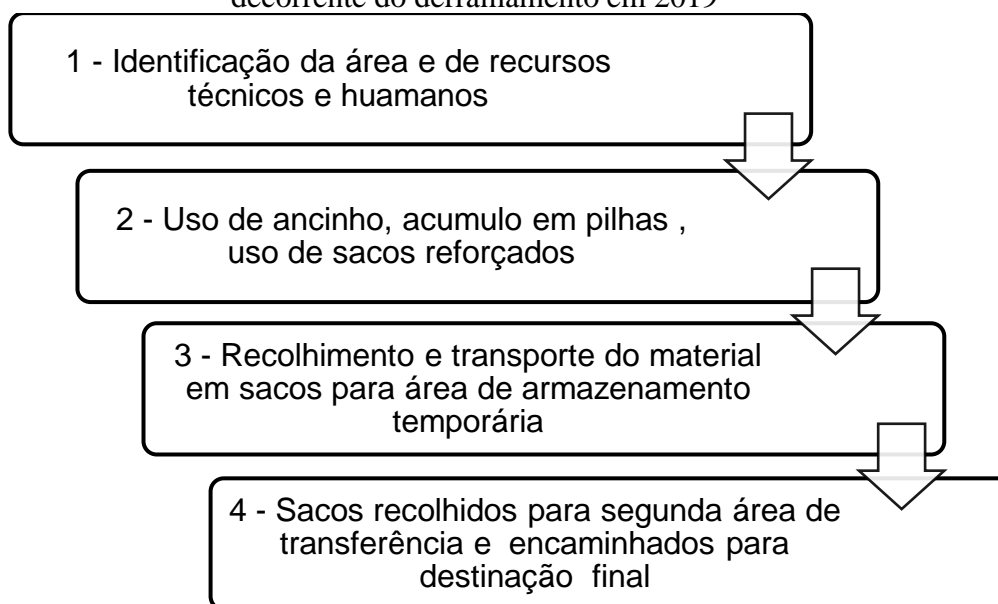 decorrente do derramamento em 2019
1 - Identificação da área e de recursos
técnicos e huamanos
2 - Uso de ancinho, acumulo em pilhas ,
uso de sacos reforçados
3 - Recolhimento e transporte do material
em sacos para área de armazenamento
temporária
4 - Sacos recolhidos para segunda área de
transferência e encaminhados para
destinação final